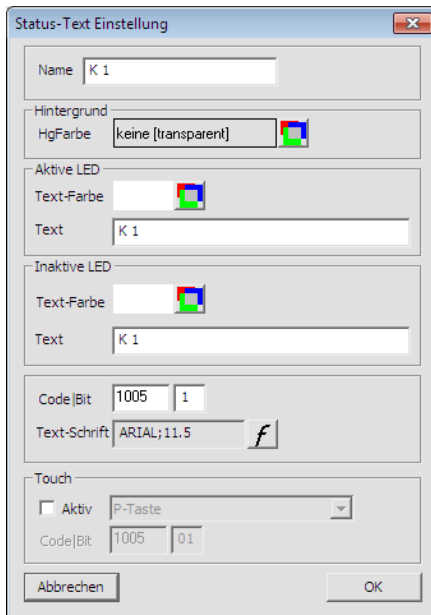 Status-Text Einstellung
Name K 1
Hintergrund
HgFarbe keine [transparent]
Aktive LED
Text-Farbe
Text K 1
Inaktive LED
Text-Farbe
Text K 1
Code|Bit 1005 1
Text-Schrift ARIAL;11.5 f
Touch
Aktiv P-Taste
Code|Bit 1005 01
Abbrechen OK